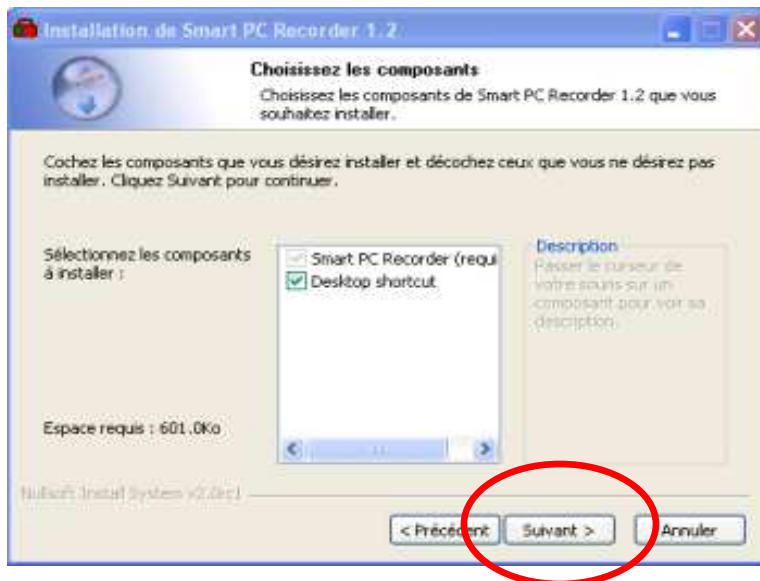 Installation de Smart PC Recorder 1.2
Choisissez les composants
Choisissez les composants de Smart PC Recorder 1.2 que vous
souhaitez installer.
Cochez les composants que vous désirez installer et décochez ceux que vous ne désirez pas
installer. Cliquez Suivant pour continuer.
Sélectionnez les composants
à installer :
Smart PC Recorder (requi
Desktop shortcut
Description
Passer le curseur de
votre souris sur un
composant pour voir sa
description.
Espace requis : 601.0Ko
Nullsoft Install System v2.0rc1
< Précédent
Suivant >
Annuler